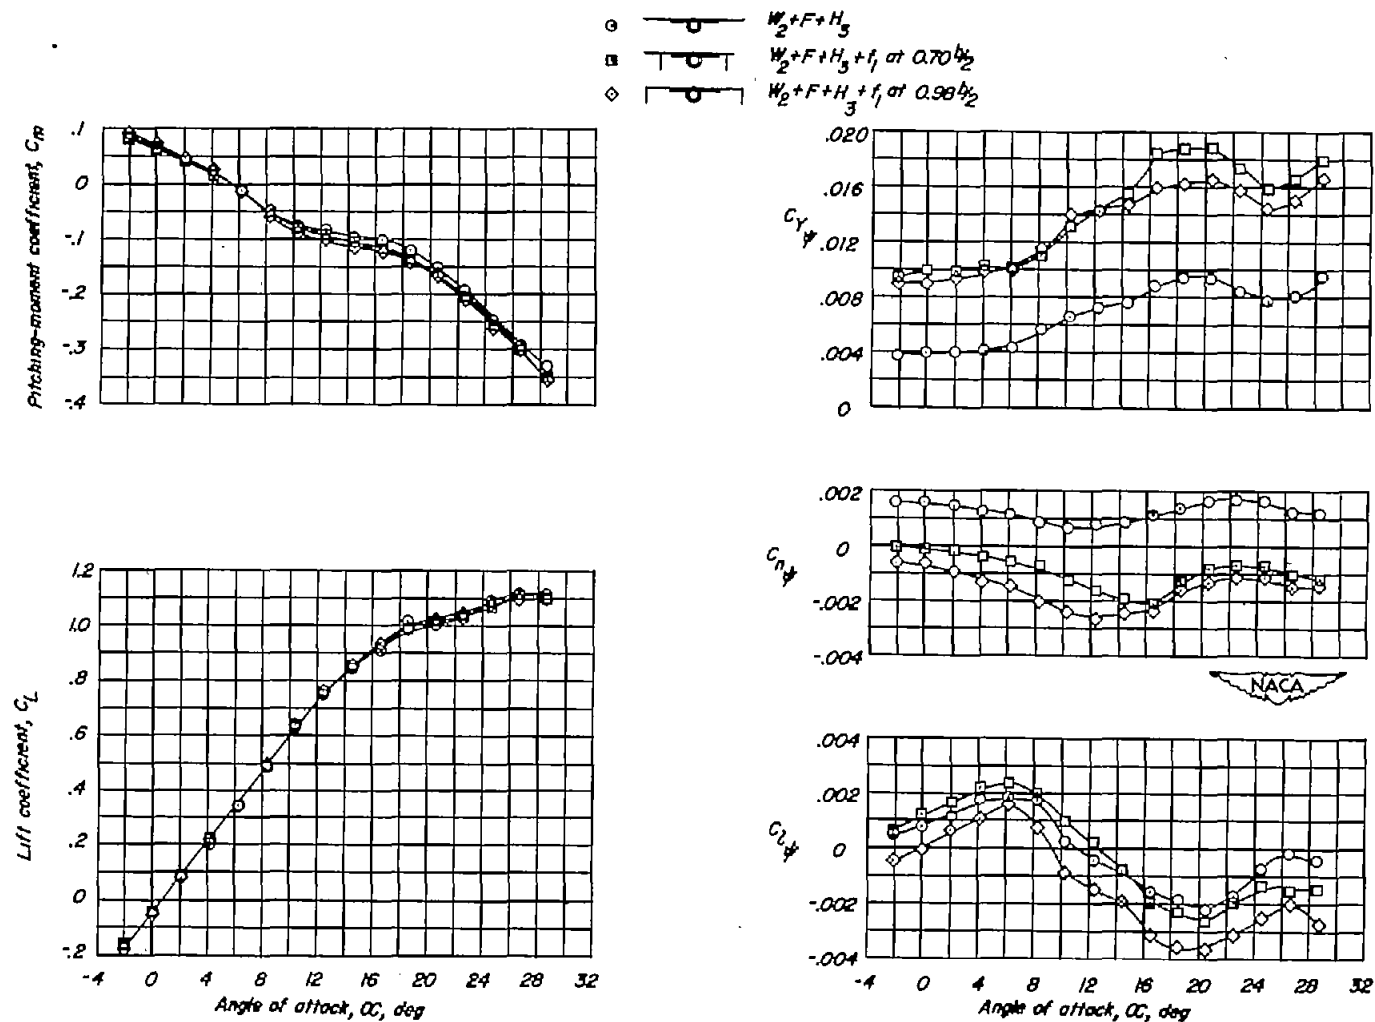 W₂+F+H₃
W₂+F+H₃+f₁ at 0.70 b/2
W₂+F+H₃+f₁ at 0.98 b/2
Pitching-moment coefficient, Cm
.1
0
-.1
-.2
-.3
-.4
Lift coefficient, CL
1.2
1.0
.8
.6
.4
.2
0
-.2
-4 0 4 8 12 16 20 24 28 32
Angle of attack, α, deg
CYψ
.020
.016
.012
.008
.004
0
Cnψ
.002
0
-.002
-.004
NACA
Clψ
.004
.002
0
-.002
-.004
-4 0 4 8 12 16 20 24 28 32
Angle of attack, α, deg